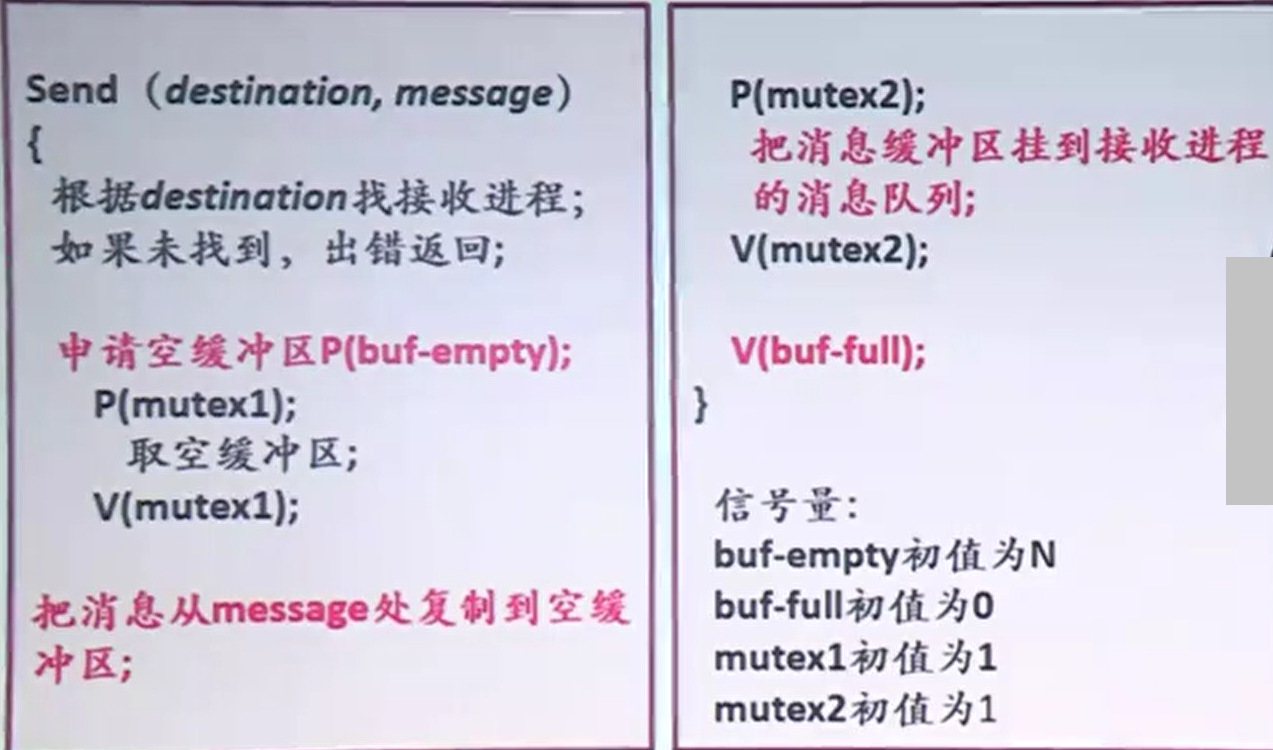 Send（destination, message）
{
根据destination找接收进程;
如果未找到，出错返回;
申请空缓冲区P(buf-empty);
P(mutex1);
取空缓冲区;
V(mutex1);
把消息从message处复制到空缓
冲区;
P(mutex2);
把消息缓冲区挂到接收进程
的消息队列;
V(mutex2);
V(buf-full);
}
信号量:
buf-empty初值为N
buf-full初值为0
mutex1初值为1
mutex2初值为1